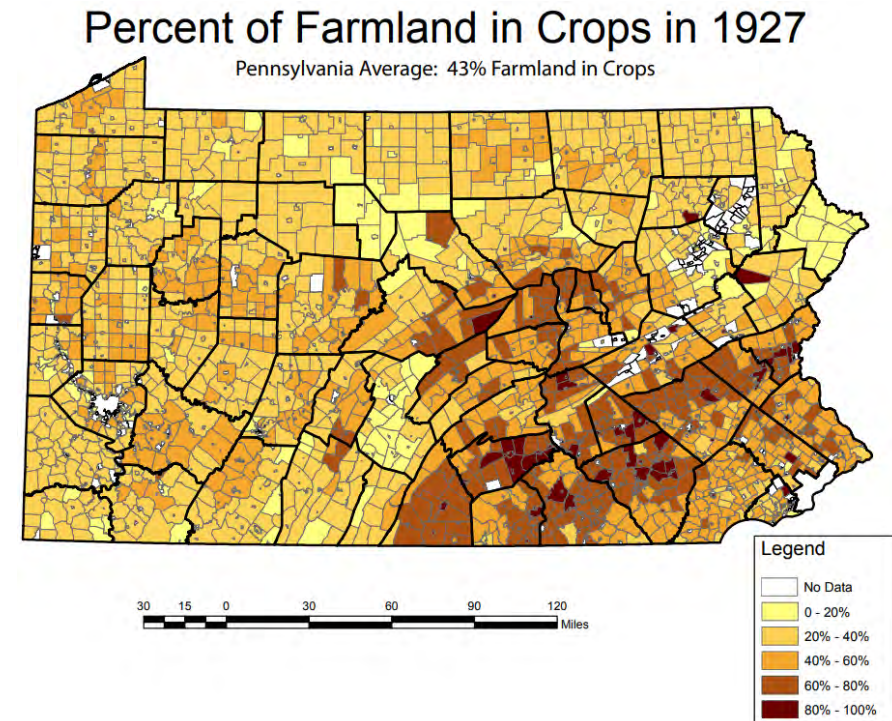 Percent of Farmland in Crops in 1927
Pennsylvania Average: 43% Farmland in Crops
Legend
No Data
0 - 20%
20% - 40%
40% - 60%
60% - 80%
80% - 100%
30 15 0 30 60 90 120
Miles